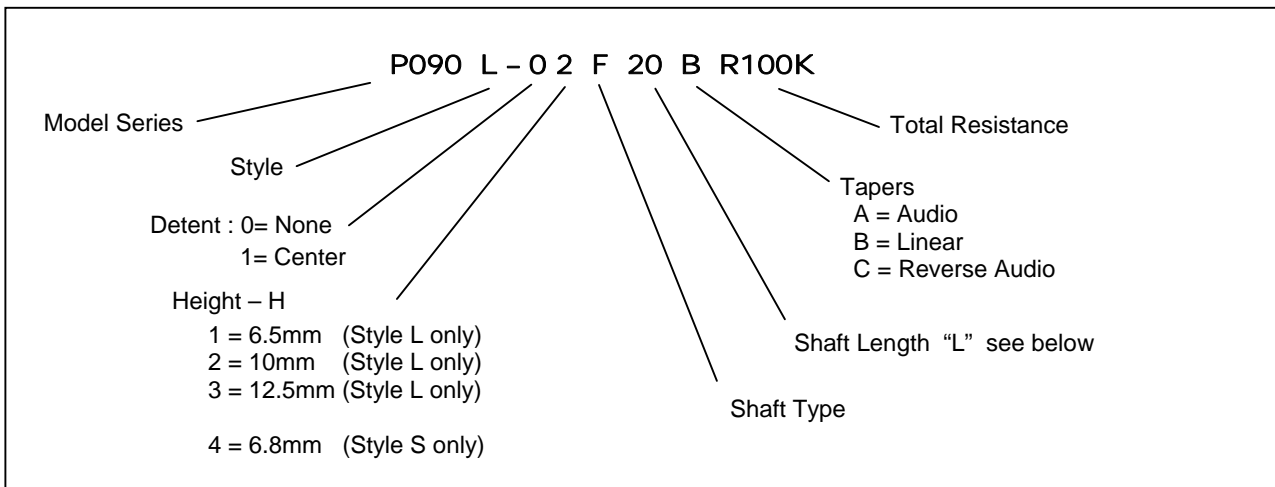 P090 L - 0 2 F 20 B R100K
Model Series
Total Resistance
Style
Tapers
A = Audio
B = Linear
C = Reverse Audio
Detent : 0= None
1= Center
Height – H
1 = 6.5mm (Style L only)
2 = 10mm (Style L only)
3 = 12.5mm (Style L only)
4 = 6.8mm (Style S only)
Shaft Length “L” see below
Shaft Type